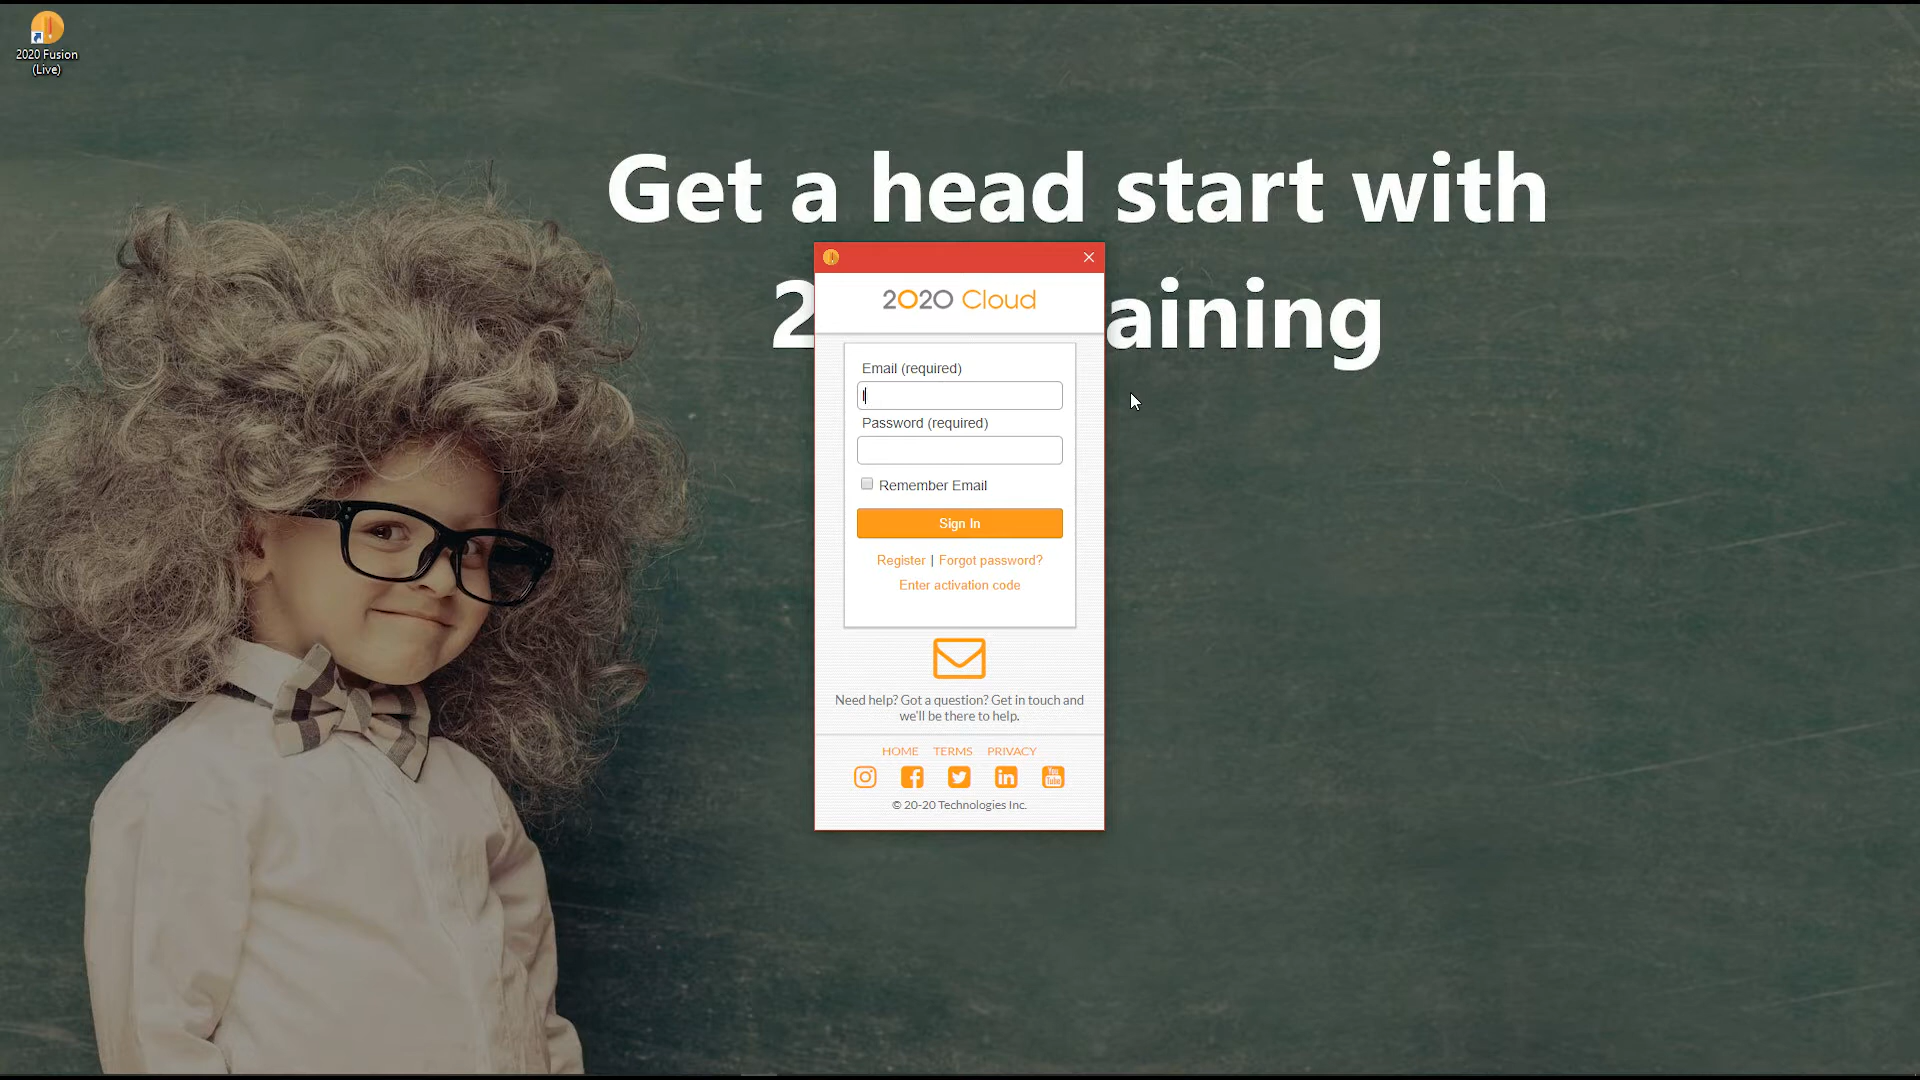 2020 Fusion
(Live)
Get a head start with
2
aining
2020 Cloud
Email (required)
Password (required)
Remember Email
Sign In
Register | Forgot password?
Enter activation code
Need help? Got a question? Get in touch and
we'll be there to help.
HOME TERMS PRIVACY
You
Tube
© 20-20 Technologies Inc.